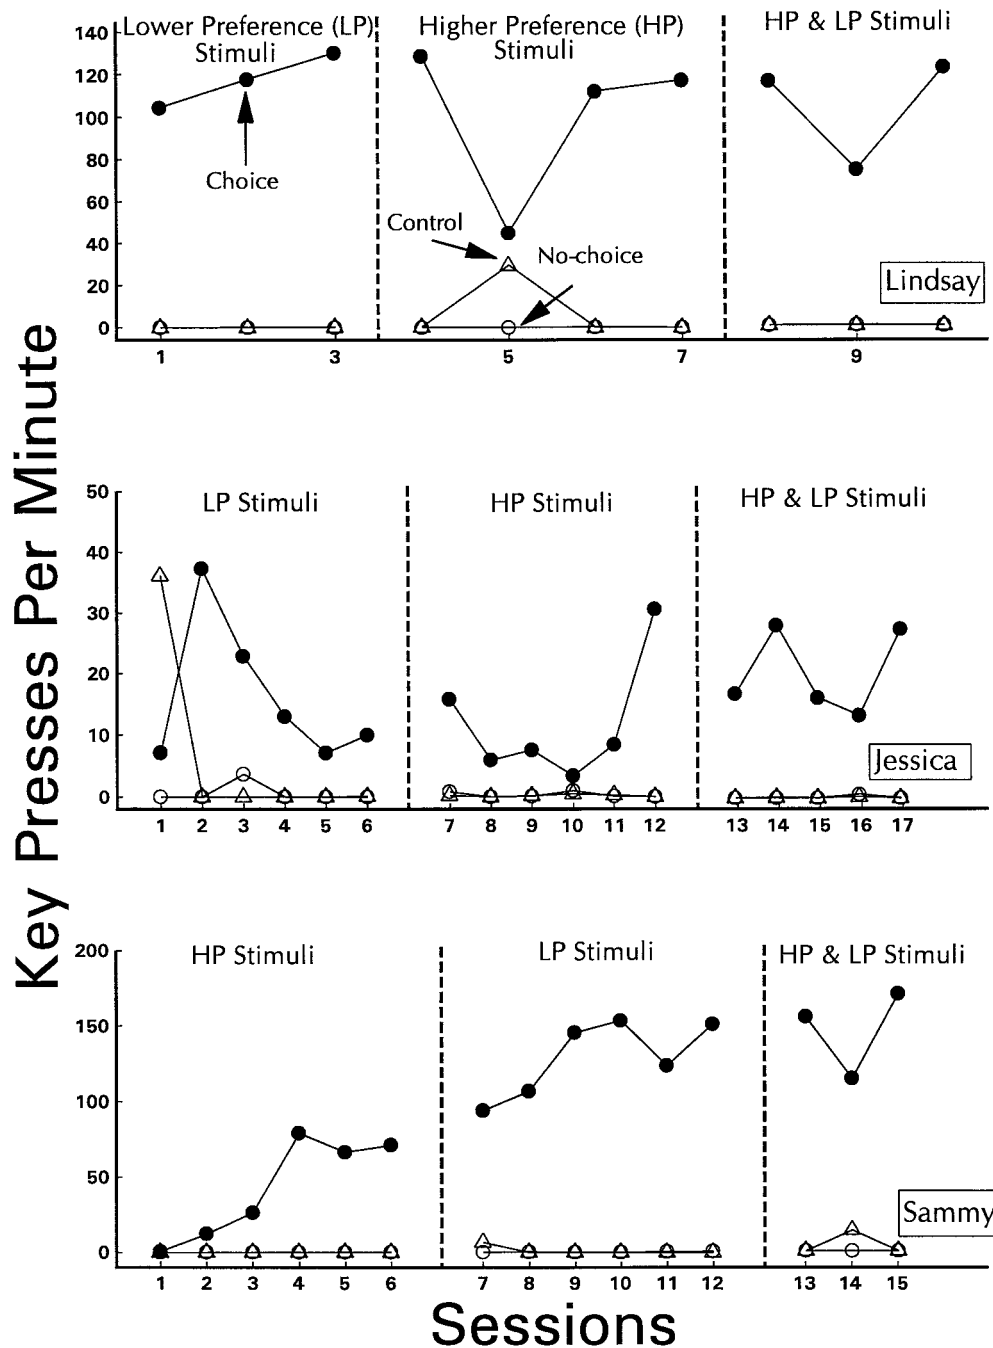 Key Presses Per Minute
Lower Preference (LP)
Stimuli
Higher Preference (HP)
Stimuli
HP & LP Stimuli
140
120
100
80
60
40
20
0
Choice
Control
No-choice
Lindsay
1 3 5 7 9
LP Stimuli
HP Stimuli
HP & LP Stimuli
50
40
30
20
10
0
Jessica
1 2 3 4 5 6 7 8 9 10 11 12 13 14 15 16 17
HP Stimuli
LP Stimuli
HP & LP Stimuli
200
150
100
50
0
Sammy
1 2 3 4 5 6 7 8 9 10 11 12 13 14 15
Sessions